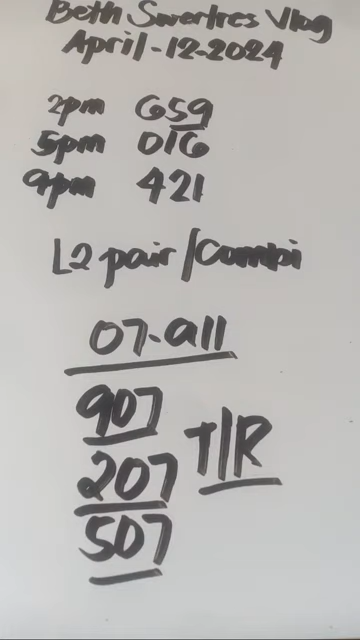 Beth Swertres Vlog
April-12-2024
2pm 659
5pm 016
9pm 421
L2 pair/Combi
07-all
907
207 T/R
507